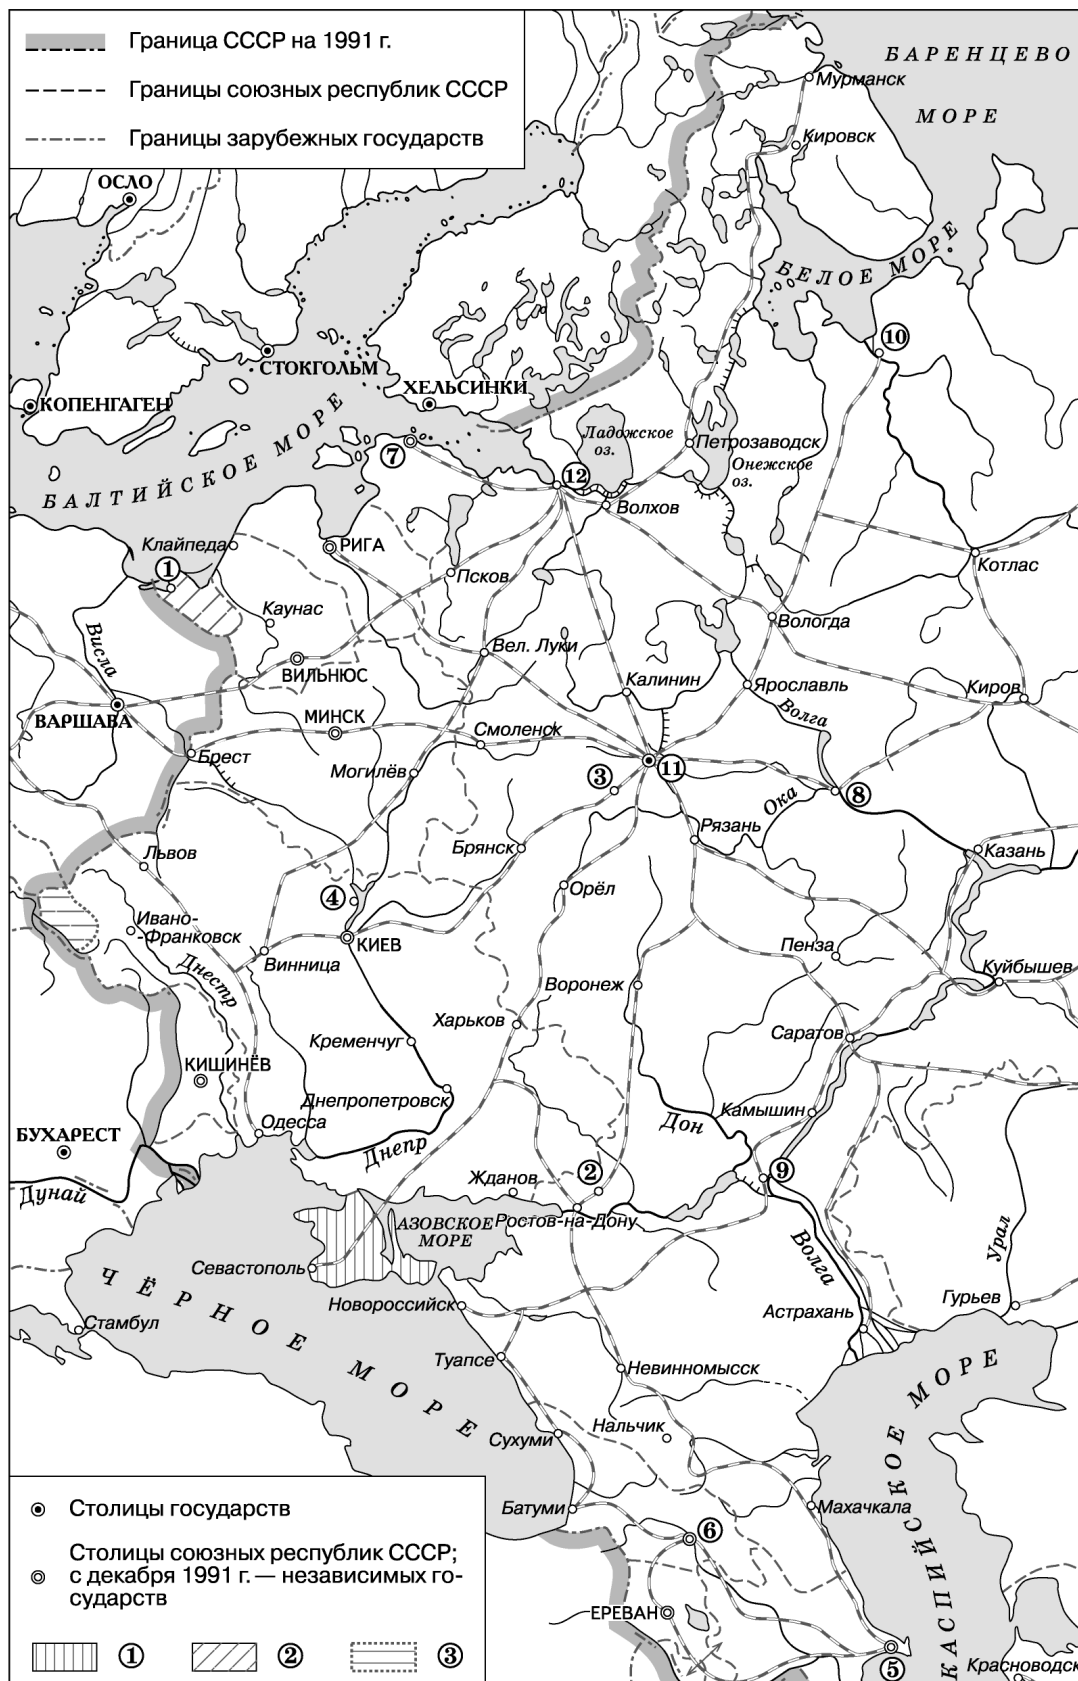 Граница СССР на 1991 г.
Границы союзных республик СССР
Границы зарубежных государств
БАРЕНЦЕВО
МОРЕ
Мурманск
Кировск
ОСЛО
БЕЛОЕ МОРЕ
10
СТОКГОЛЬМ
ХЕЛЬСИНКИ
КОПЕНГАГЕН
БАЛТИЙСКОЕ МОРЕ
7
Ладожское
оз.
Петрозаводск
Онежское
оз.
12
Волхов
Клайпеда
РИГА
1
Псков
Котлас
Каунас
Вологда
Висла
Вел. Луки
ВИЛЬНЮС
Калинин
Ярославль
Киров
ВАРШАВА
МИНСК
Волга
Смоленск
Брест
Могилёв
3
11
Ока
8
Рязань
Брянск
Казань
Львов
Орёл
4
Ивано-
-Франковск
КИЕВ
Пенза
Винница
Днестр
Куйбышев
Воронеж
Харьков
Саратов
Кременчуг
КИШИНЁВ
Днепропетровск
Камышин
Одесса
Дон
БУХАРЕСТ
Днепр
Дунай
Жданов
2
9
АЗОВСКОЕ
МОРЕ
Ростов-на-Дону
Волга
Урал
Севастополь
ЧЁРНОЕ МОРЕ
Новороссийск
Астрахань
Гурьев
Стамбул
Туапсе
Невинномысск
КАСПИЙСКОЕ МОРЕ
Нальчик
Сухуми
Батуми
Махачкала
6
ЕРЕВАН
5
Красноводск
Столицы государств
Столицы союзных республик СССР;
с декабря 1991 г. — независимых го-
сударств
1
2
3